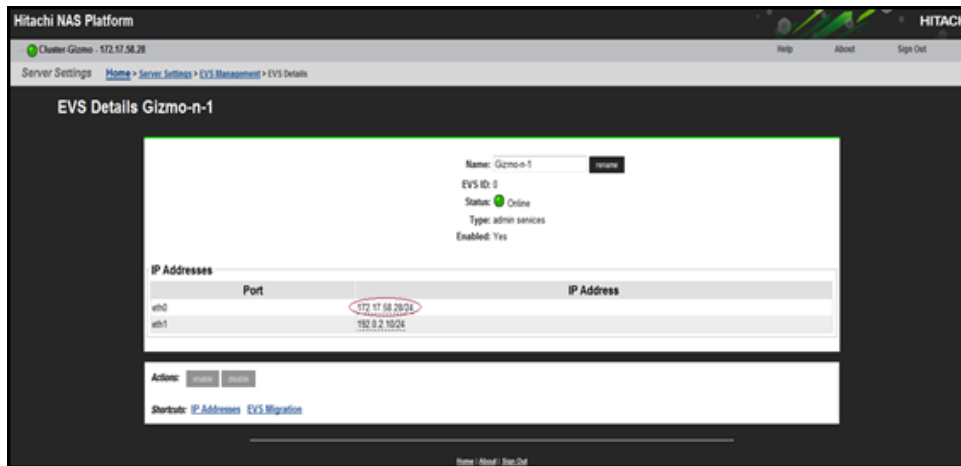 Hitachi NAS Platform
HITACH
Cluster-Gizmo - 172.17.58.28
Help About Sign Out
Server Settings Home > Server Settings > EVS Management > EVS Details
EVS Details Gizmo-n-1
Name: Gizmo-n-1 rename
EVS ID: 0
Status: Online
Type: admin services
Enabled: Yes
IP Addresses
Port IP Address
eth0 172.17.58.28/24
eth1 192.0.2.10/24
Actions: enable disable
Shortcuts: IP Addresses EVS Migration
Home | About | Sign Out